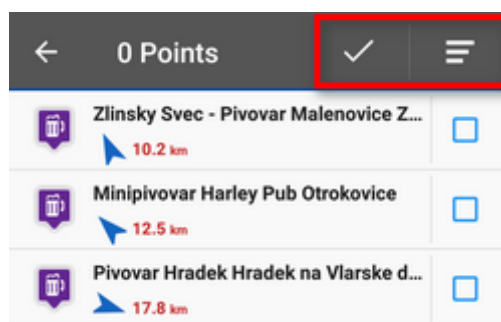 0 Points
Zlinsky Svec - Pivovar Malenovice Z...
10.2 km
Minipivovar Harley Pub Otrokovice
12.5 km
Pivovar Hradek Hradek na Vlarske d...
17.8 km